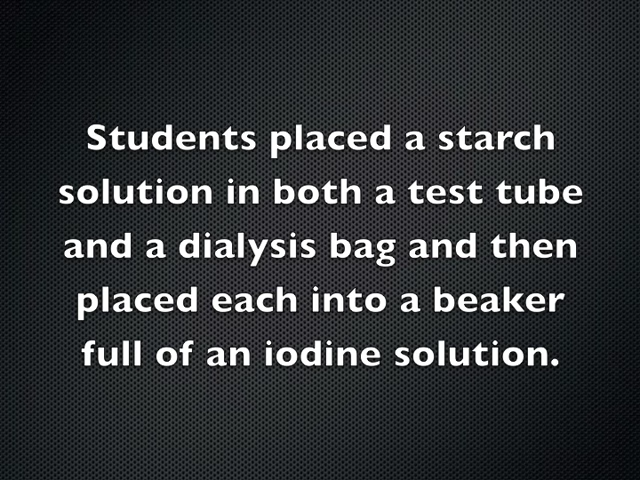 Students placed a starch
solution in both a test tube
and a dialysis bag and then
placed each into a beaker
full of an iodine solution.